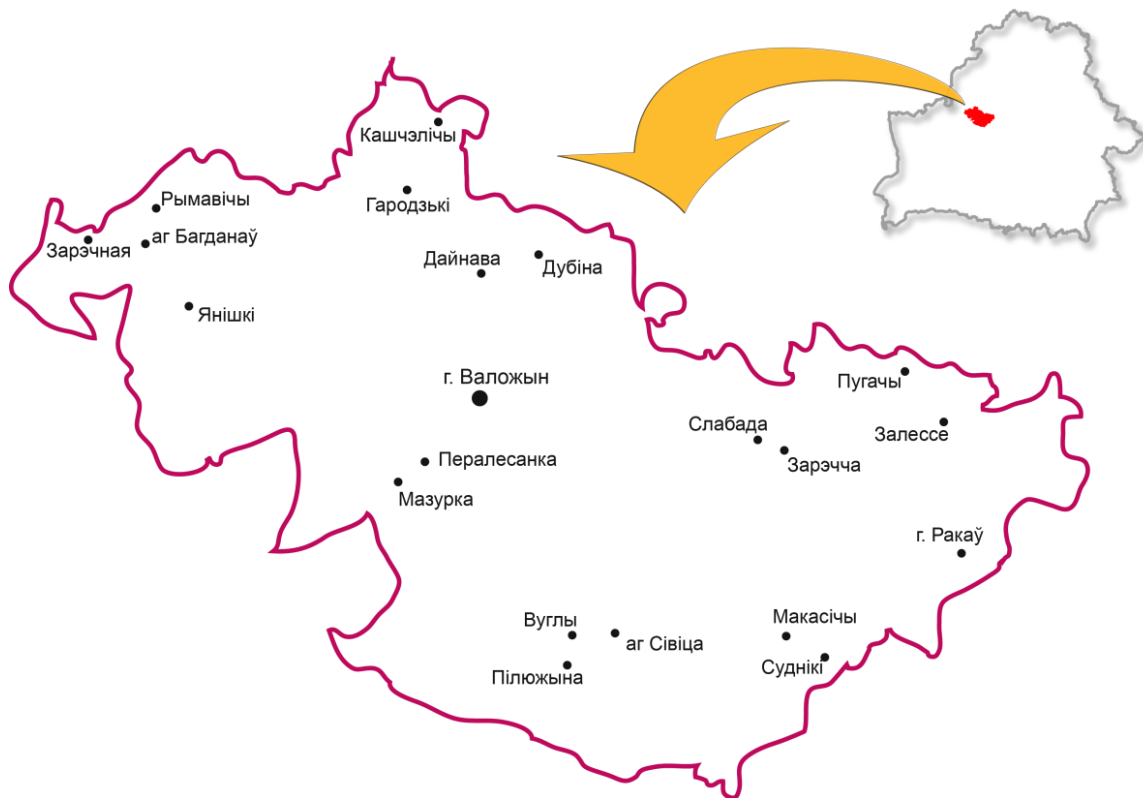 Кашчэлічы
Гародзькі
Рымавічы
аг Багданаў
Зарэчная
Дайнава
Дубіна
Янішкі
г. Валожын
Пугачы
Слабада
Залессе
Зарэчча
Пералесанка
Мазурка
г. Ракаў
Вуглы
аг Сівіца
Макасічы
Суднікі
Пілюжына